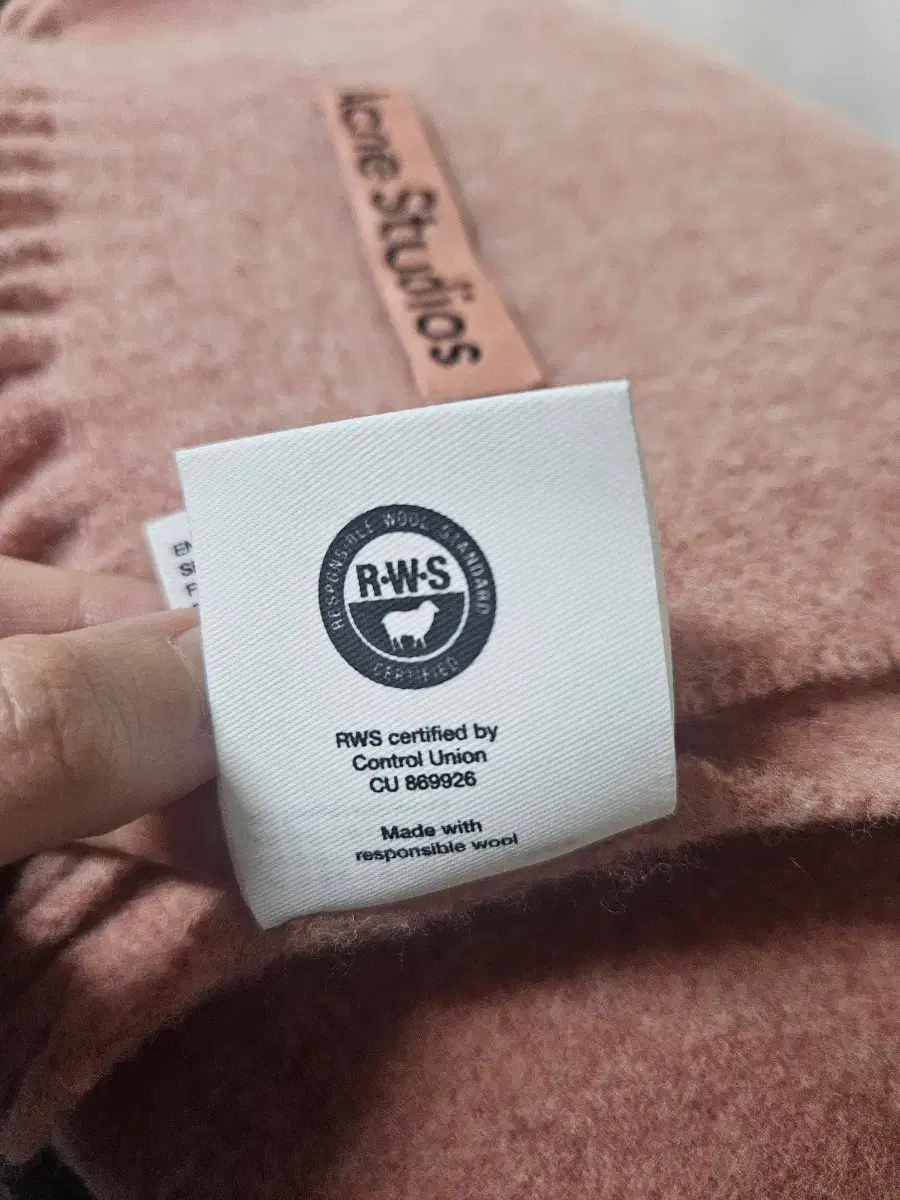 Acne Studios
RESPONSIBLE WOOL STANDARD
R·W·S
CERTIFIED
RWS certified by
Control Union
CU 869926
Made with
responsible wool